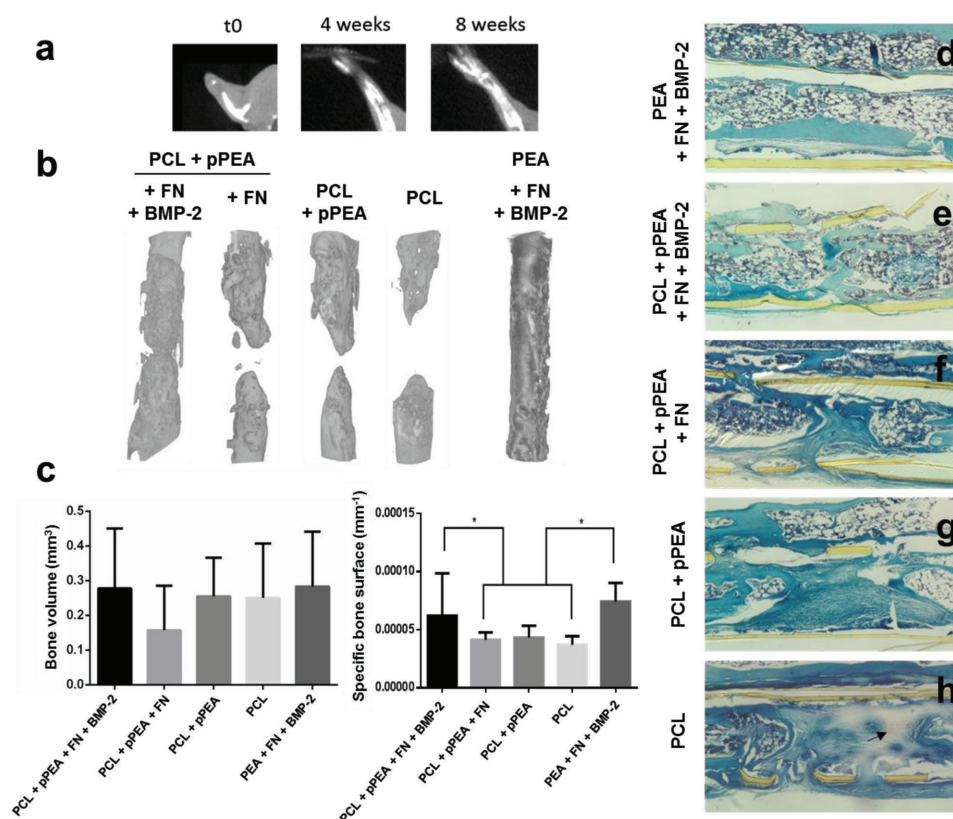 a
t0
4 weeks
8 weeks
b
PCL + pPEA
+ FN
+ BMP-2
+ FN
PCL
+ pPEA
PCL
PEA
+ FN
+ BMP-2
c
Bone volume (mm³)
0.5
0.4
0.3
0.2
0.1
0.0
PCL + pPEA + FN + BMP-2
PCL + pPEA + FN
PCL + pPEA
PCL
PEA + FN + BMP-2
Specific bone surface (mm⁻¹)
0.00015
0.00010
0.00005
0.00000
*
*
PCL + pPEA + FN + BMP-2
PCL + pPEA + FN
PCL + pPEA
PCL
PEA + FN + BMP-2
PEA
+ FN + BMP-2
d
PCL + pPEA
+ FN + BMP-2
e
PCL + pPEA
+ FN
f
PCL + pPEA
g
PCL
h